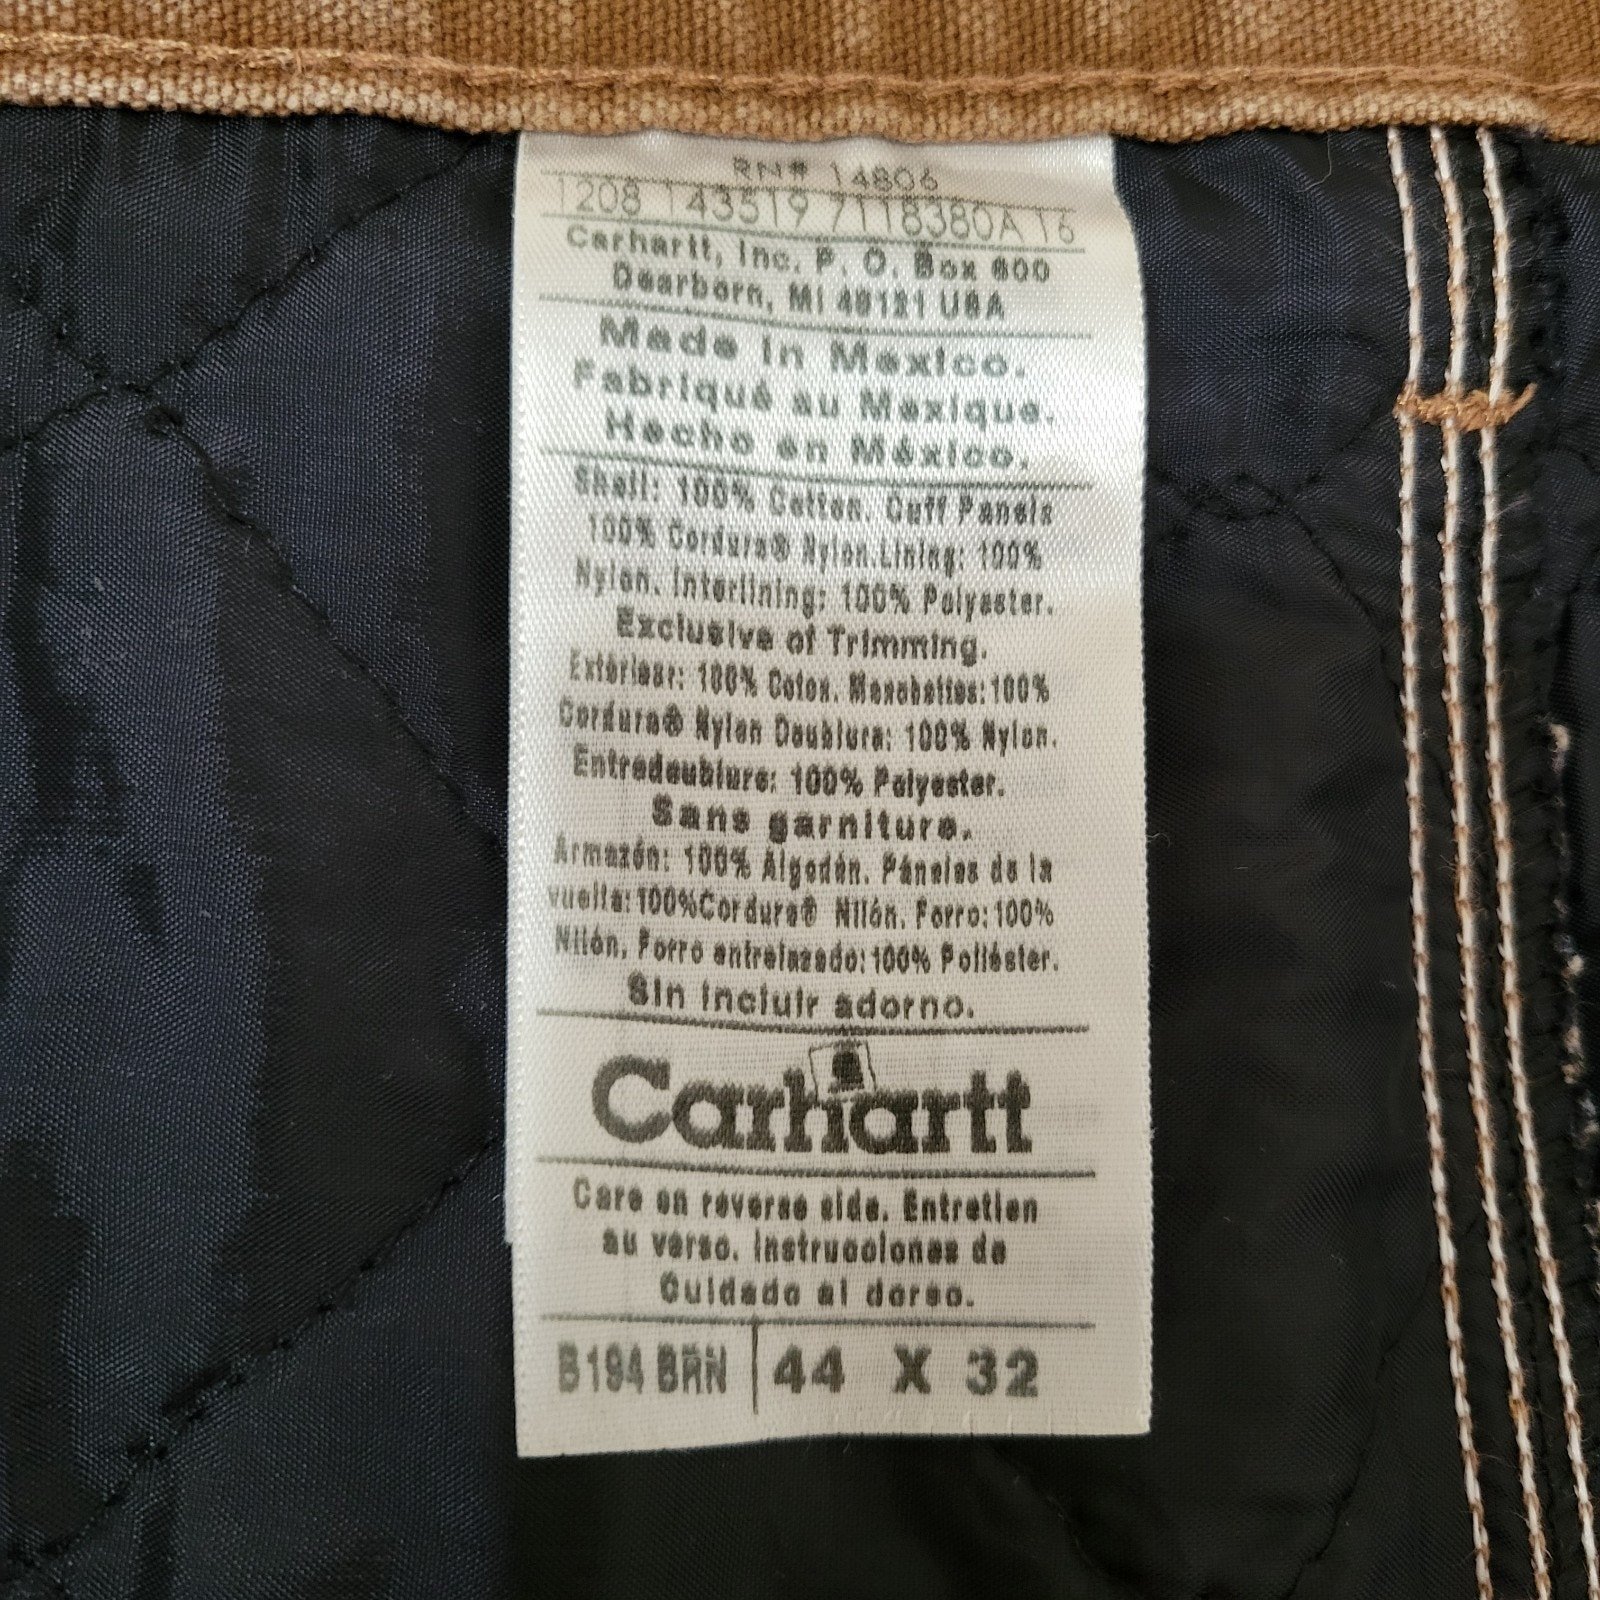 RN# 14806
1208 143519 7118380A 16
Carhartt, Inc. P. O. Box 600
Dearborn, MI 48121 USA
Made in Mexico.
Fabriqué au Mexique.
Hecho en México.
Shell: 100% Cotton. Cuff Panels
100% Cordura® Nylon.Lining: 100%
Nylon. Interlining: 100% Polyester.
Exclusive of Trimming.
Extérieur: 100% Coton. Manchettes:100%
Cordura® Nylon Doublure: 100% Nylon.
Entredoublure: 100% Polyester.
Sans garniture.
Armazón: 100% Algodón. Páneles de la
vuelta:100%Cordura® Nilón. Forro:100%
Nilón. Forro entrelazado:100% Poliéster.
Sin incluir adorno.
Carhartt
Care on reverse side. Entretien
au verso. Instrucciones de
Cuidado al dorso.
B194 BRN 44 X 32